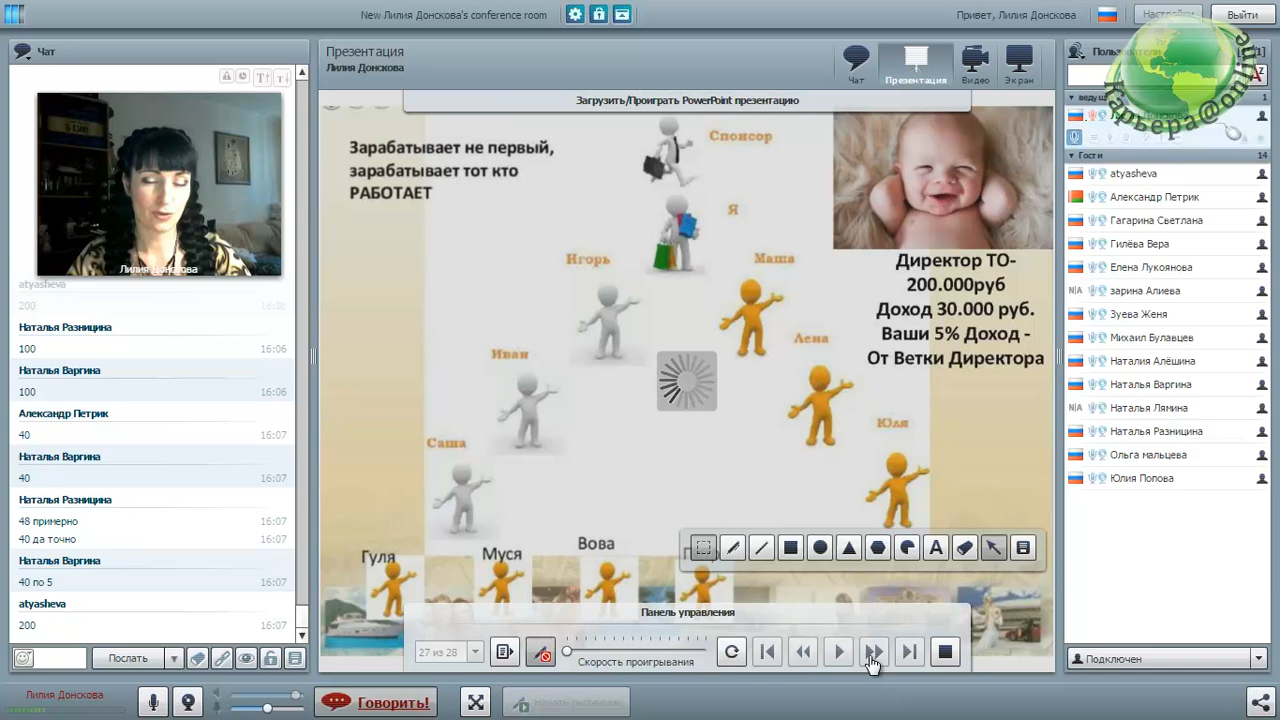 New Лилия Донскова's conference room
Привет, Лилия Донскова
Настройки
Выйти
Чат
Лилия Донскова
atyasheva
200 16:06
Наталья Разницина
100 16:06
Наталья Варгина
100 16:06
Александр Петрик
40 16:07
Наталья Варгина
40 16:07
Наталья Разницина
48 примерно 16:07
40 да точно
Наталья Варгина
40 по 5 16:07
atyasheva
200 16:07
Послать
Презентация
Лилия Донскова
Чат
Презентация
Видео
Экран
Загрузить/Проиграть PowerPoint презентацию
Зарабатывает не первый,
зарабатывает тот кто
РАБОТАЕТ
Спонсор
Я
Игорь
Маша
Иван
Лена
Саша
Юля
Гуля
Муся
Вова
Директор ТО-
200.000руб
Доход 30.000 руб.
Ваши 5% Доход -
От Ветки Директора
Панель управления
27 из 28
Скорость проигрывания
Пользователи
карьера@online
1
Гости 14
atyasheva
Александр Петрик
Гагарина Светлана
Гилёва Вера
Елена Лукоянова
N/A зарина Алиева
Зуева Женя
Михаил Булавцев
Наталия Алёшина
Наталья Варгина
N/A Наталья Лямина
Наталья Разницина
Ольга мальцева
Юлия Попова
Подключен
Лилия Донскова
Говорить!